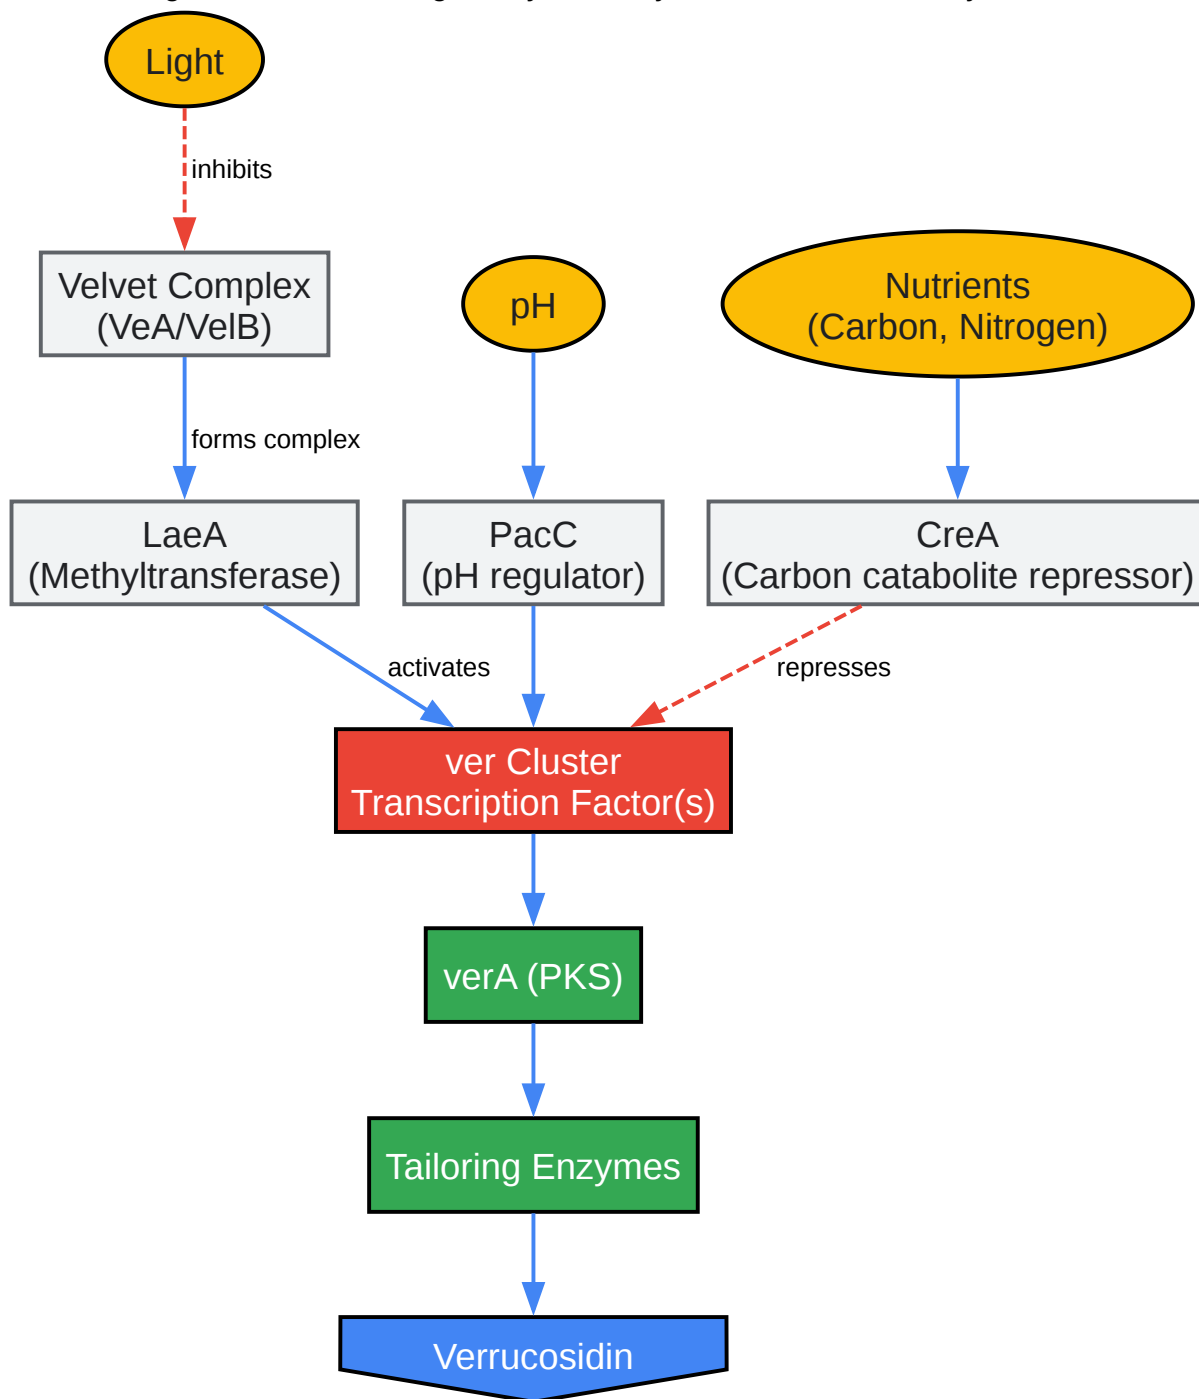 Light
inhibits
Velvet Complex
(VeA/VelB)
pH
Nutrients
(Carbon, Nitrogen)
forms complex
LaeA
(Methyltransferase)
PacC
(pH regulator)
CreA
(Carbon catabolite repressor)
activates
represses
ver Cluster
Transcription Factor(s)
verA (PKS)
Tailoring Enzymes
Verrucosidin